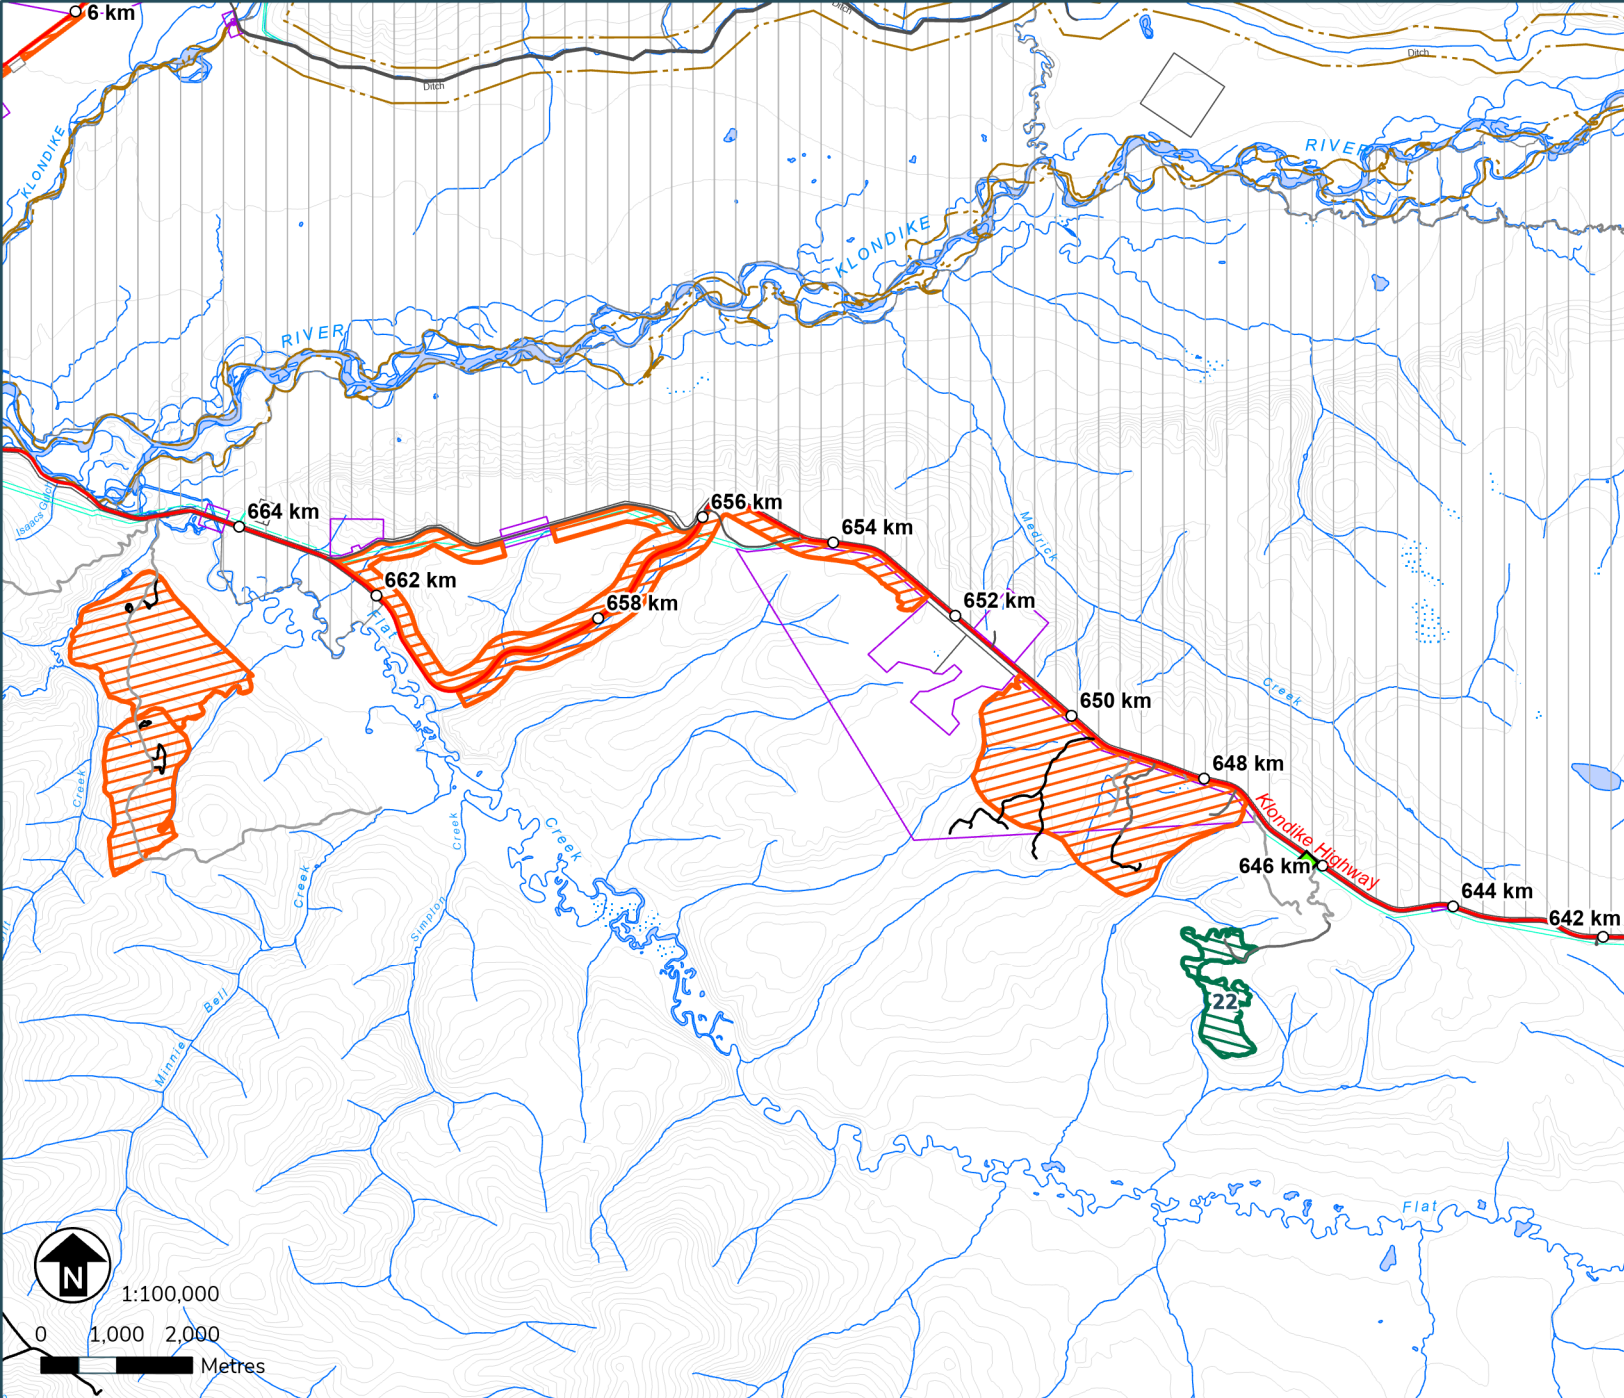 6 km
Ditch
Ditch
Ditch
KLONDIKE
RIVER
KLONDIKE
RIVER
Isaacs Gulch
664 km
656 km
654 km
Medrick
662 km
658 km
652 km
Flat
Creek
650 km
648 km
Creek
Klondike Highway
Creek
Creek
646 km
644 km
642 km
Creek
Simpson
22
Bell
Minnie
Flat
N
1:100,000
0 1,000 2,000
Metres